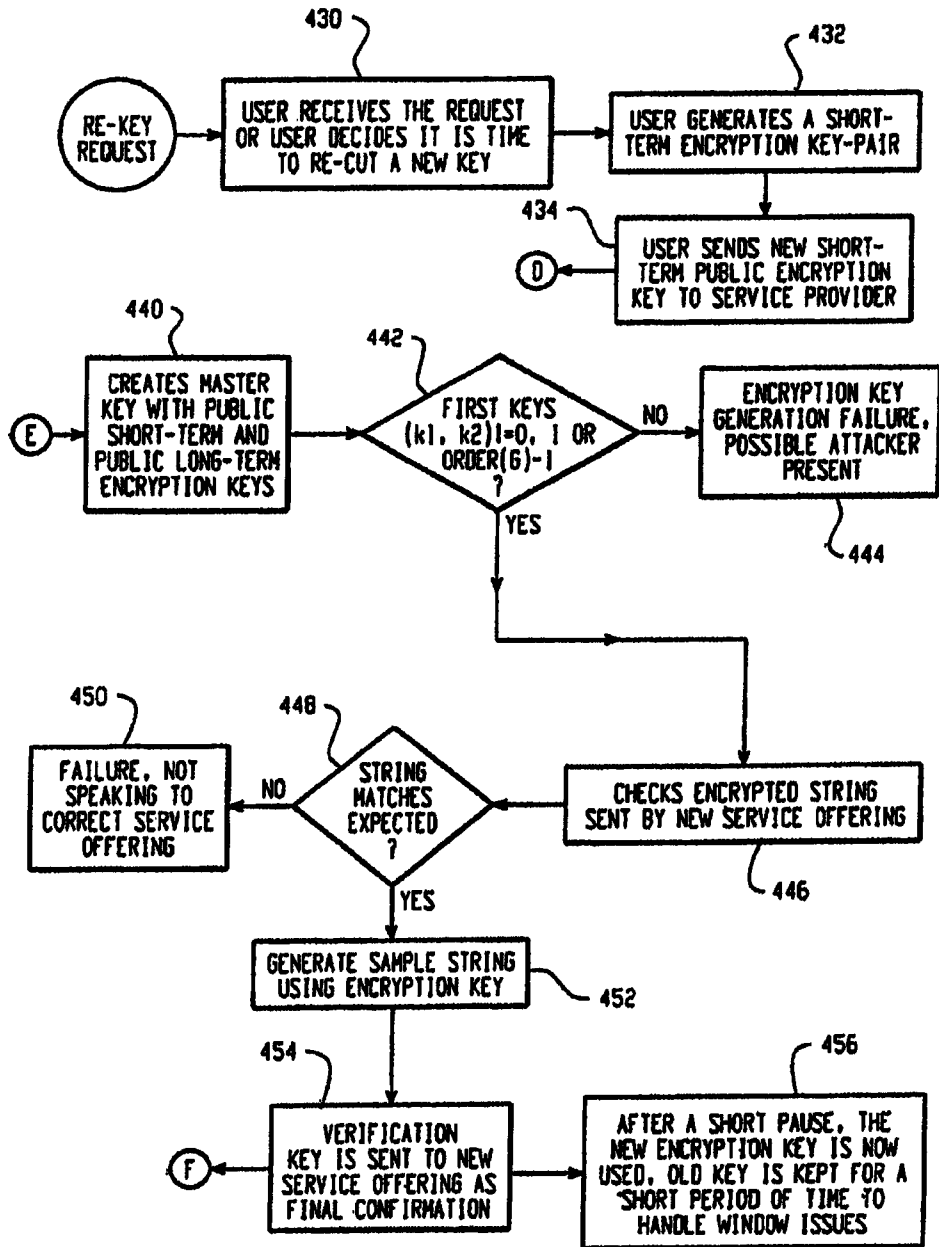 430
432
RE-KEY
REQUEST
USER RECEIVES THE REQUEST
OR USER DECIDES IT IS TIME
TO RE-CUT A NEW KEY
USER GENERATES A SHORT-
TERM ENCRYPTION KEY-PAIR
434
D
USER SENDS NEW SHORT-
TERM PUBLIC ENCRYPTION
KEY TO SERVICE PROVIDER
440
E
CREATES MASTER
KEY WITH PUBLIC
SHORT-TERM AND
PUBLIC LONG-TERM
ENCRYPTION KEYS
442
FIRST KEYS
(k1, k2)!=0, 1 OR
ORDER(G)-1
?
NO
YES
ENCRYPTION KEY
GENERATION FAILURE,
POSSIBLE ATTACKER
PRESENT
444
450
FAILURE, NOT
SPEAKING TO
CORRECT SERVICE
OFFERING
NO
448
STRING
MATCHES
EXPECTED
?
YES
CHECKS ENCRYPTED STRING
SENT BY NEW SERVICE OFFERING
446
GENERATE SAMPLE STRING
USING ENCRYPTION KEY
452
454
F
VERIFICATION
KEY IS SENT TO NEW
SERVICE OFFERING AS
FINAL CONFIRMATION
456
AFTER A SHORT PAUSE, THE
NEW ENCRYPTION KEY IS NOW
USED, OLD KEY IS KEPT FOR A
SHORT PERIOD OF TIME TO
HANDLE WINDOW ISSUES